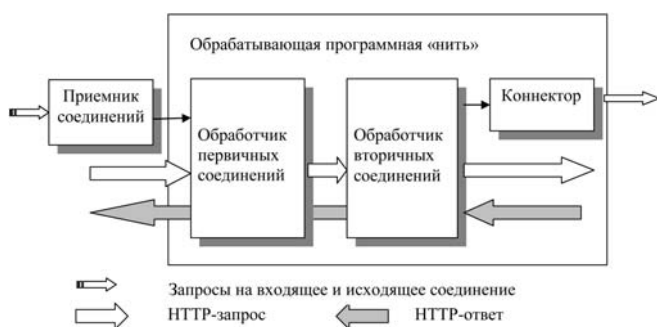 Обрабатывающая программная «нить»
Приемник
соединений
Обработчик
первичных
соединений
Обработчик
вторичных
соединений
Коннектор
Запросы на входящее и исходящее соединение
HTTP-запрос
HTTP-ответ